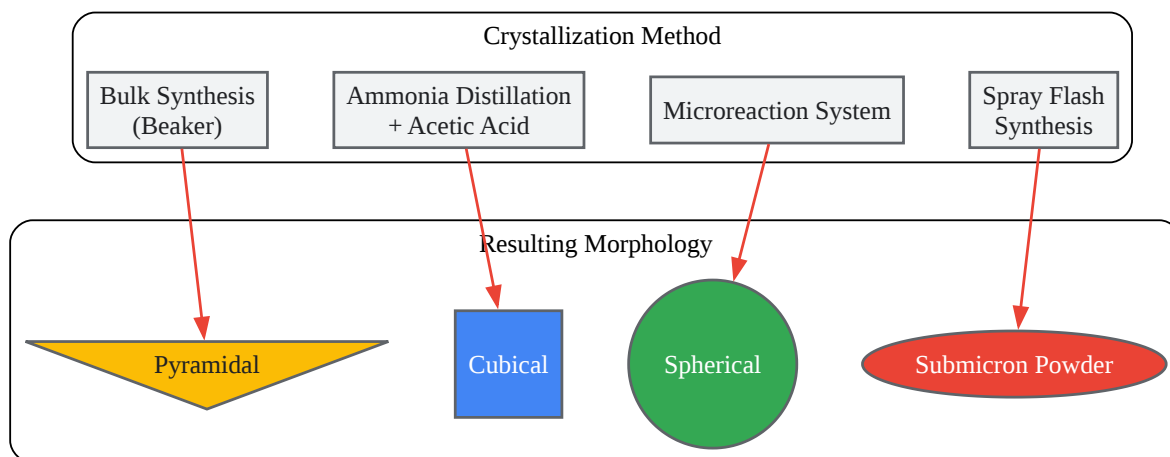 Crystallization Method
Bulk Synthesis
(Beaker)
Ammonia Distillation
+ Acetic Acid
Microreaction System
Spray Flash
Synthesis
Resulting Morphology
Pyramidal
Cubical
Spherical
Submicron Powder